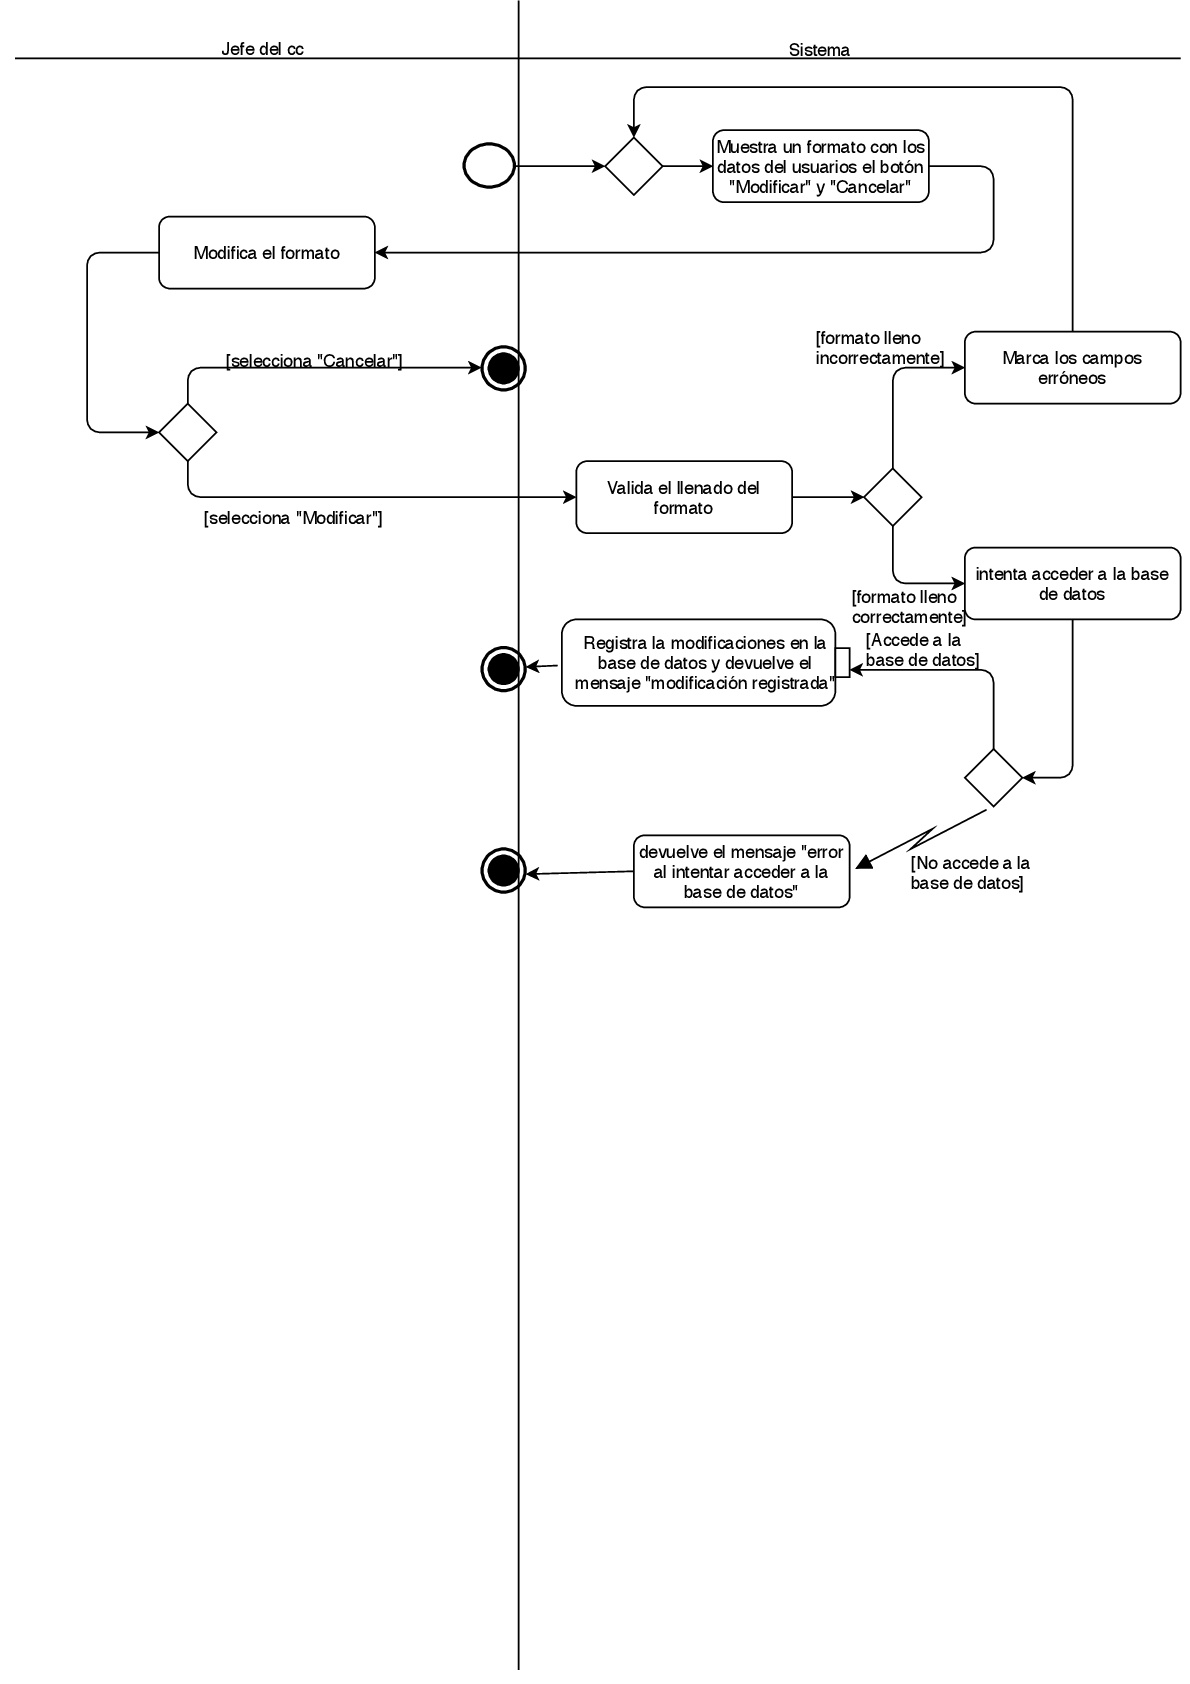 Jefe del cc
Sistema
Muestra un formato con los
datos del usuarios el botón
"Modificar" y "Cancelar"
Modifica el formato
[selecciona "Cancelar"]
[formato lleno
incorrectamente]
Marca los campos
erróneos
[selecciona "Modificar"]
Valida el llenado del
formato
intenta acceder a la base
de datos
[formato lleno
correctamente]
Registra la modificaciones en la
base de datos y devuelve el
mensaje "modificación registrada"
[Accede a la
base de datos]
devuelve el mensaje "error
al intentar acceder a la
base de datos"
[No accede a la
base de datos]